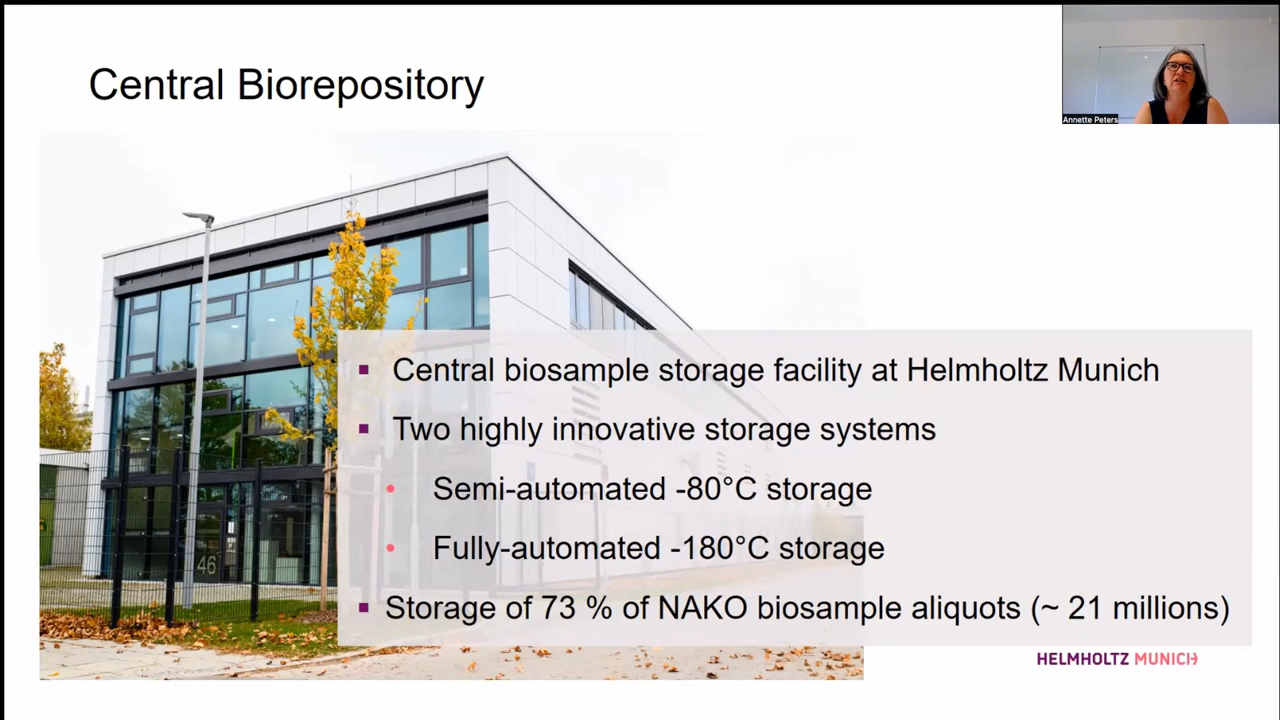 Central Biorepository
Annette Peters
Central biosample storage facility at Helmholtz Munich
Two highly innovative storage systems
Semi-automated -80°C storage
Fully-automated -180°C storage
Storage of 73 % of NAKO biosample aliquots (~ 21 millions)
46
HELMHOLTZ MUNICH